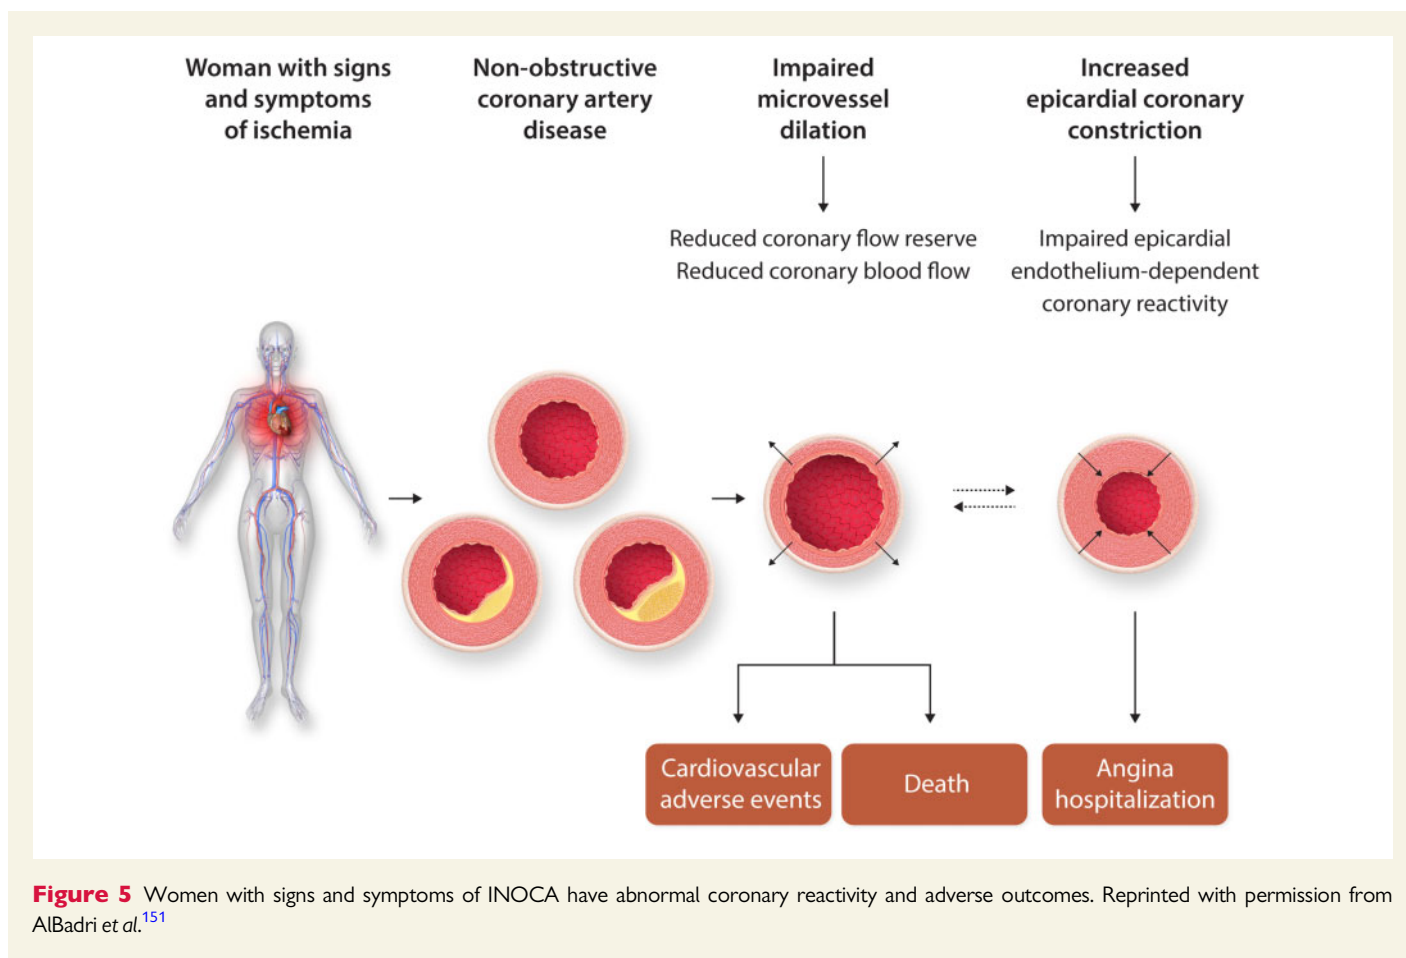 Woman with signs
and symptoms
of ischemia
Non-obstructive
coronary artery
disease
Impaired
microvessel
dilation
Increased
epicardial coronary
constriction
Reduced coronary flow reserve
Reduced coronary blood flow
Impaired epicardial
endothelium-dependent
coronary reactivity
Cardiovascular
adverse events
Death
Angina
hospitalization
Figure 5 Women with signs and symptoms of INOCA have abnormal coronary reactivity and adverse outcomes. Reprinted with permission from
AlBadri et al.151